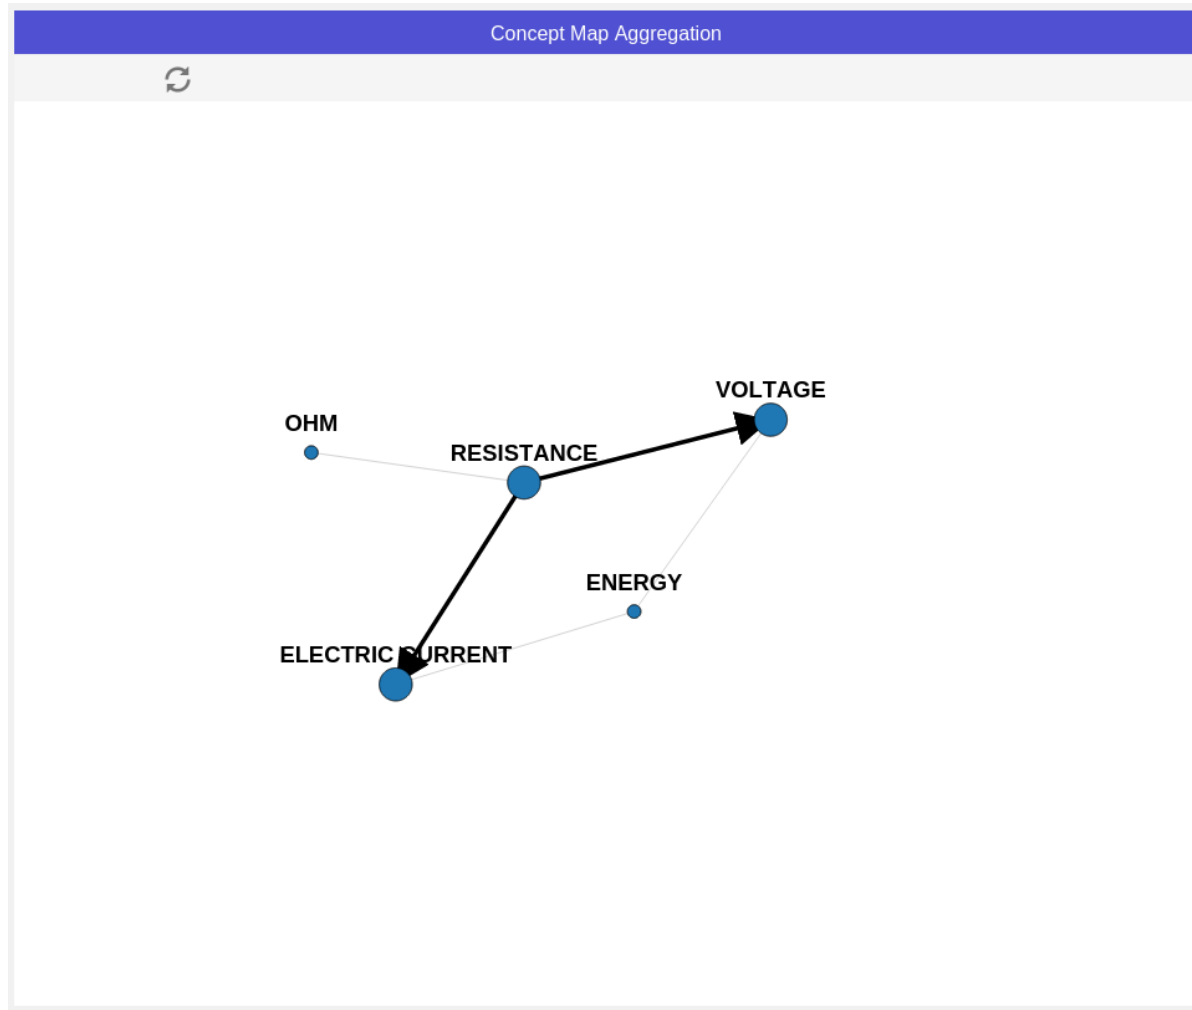 Concept Map Aggregation
VOLTAGE
OHM
RESISTANCE
ENERGY
ELECTRIC CURRENT